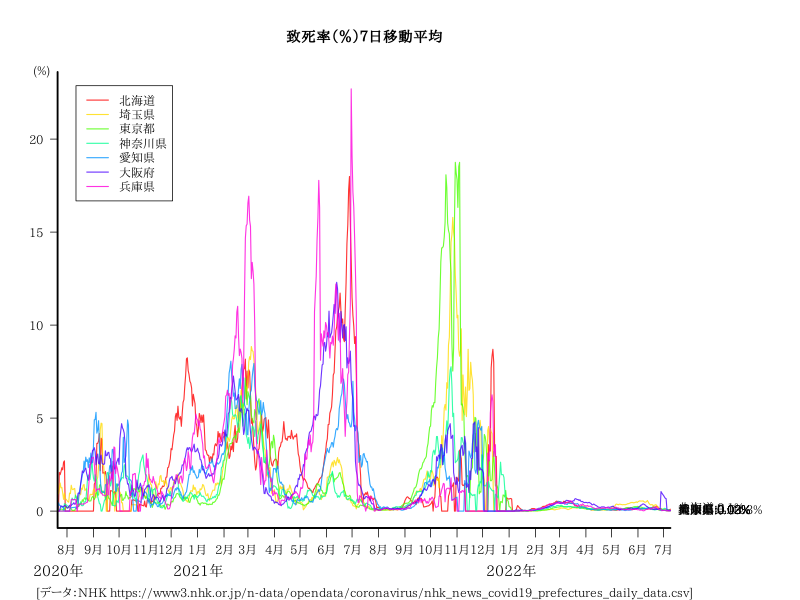 致死率(%)7日移動平均
(%)
北海道
埼玉県
東京都
神奈川県
愛知県
大阪府
兵庫県
20
15
10
5
0
8月 9月 10月 11月 12月 1月 2月 3月 4月 5月 6月 7月 8月 9月 10月 11月 12月 1月 2月 3月 4月 5月 6月 7月
2020年 2021年 2022年
[データ:NHK https://www3.nhk.or.jp/n-data/opendata/coronavirus/nhk_news_covid19_prefectures_daily_data.csv]